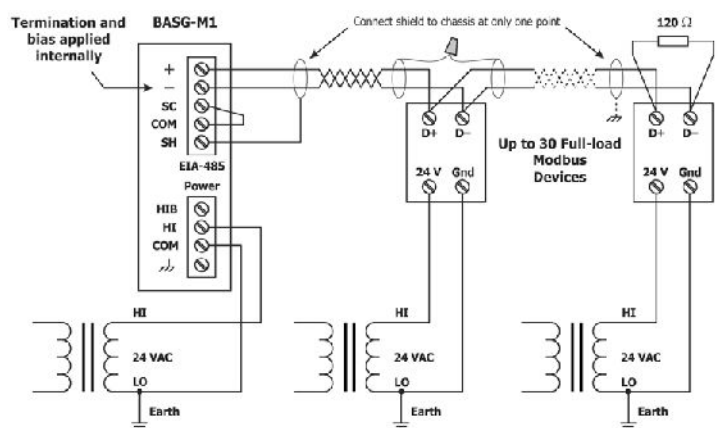 Termination and
bias applied
internally
BASG-M1
Connect shield to chassis at only one point
120 Ω
+
–
SC
COM
SH
EIA-485
Power
HIB
HI
COM
D+ D–
24 V Gnd
Up to 30 Full-load
Modbus
Devices
D+ D–
24 V Gnd
HI
24 VAC
LO
Earth
HI
24 VAC
LO
Earth
HI
24 VAC
LO
Earth